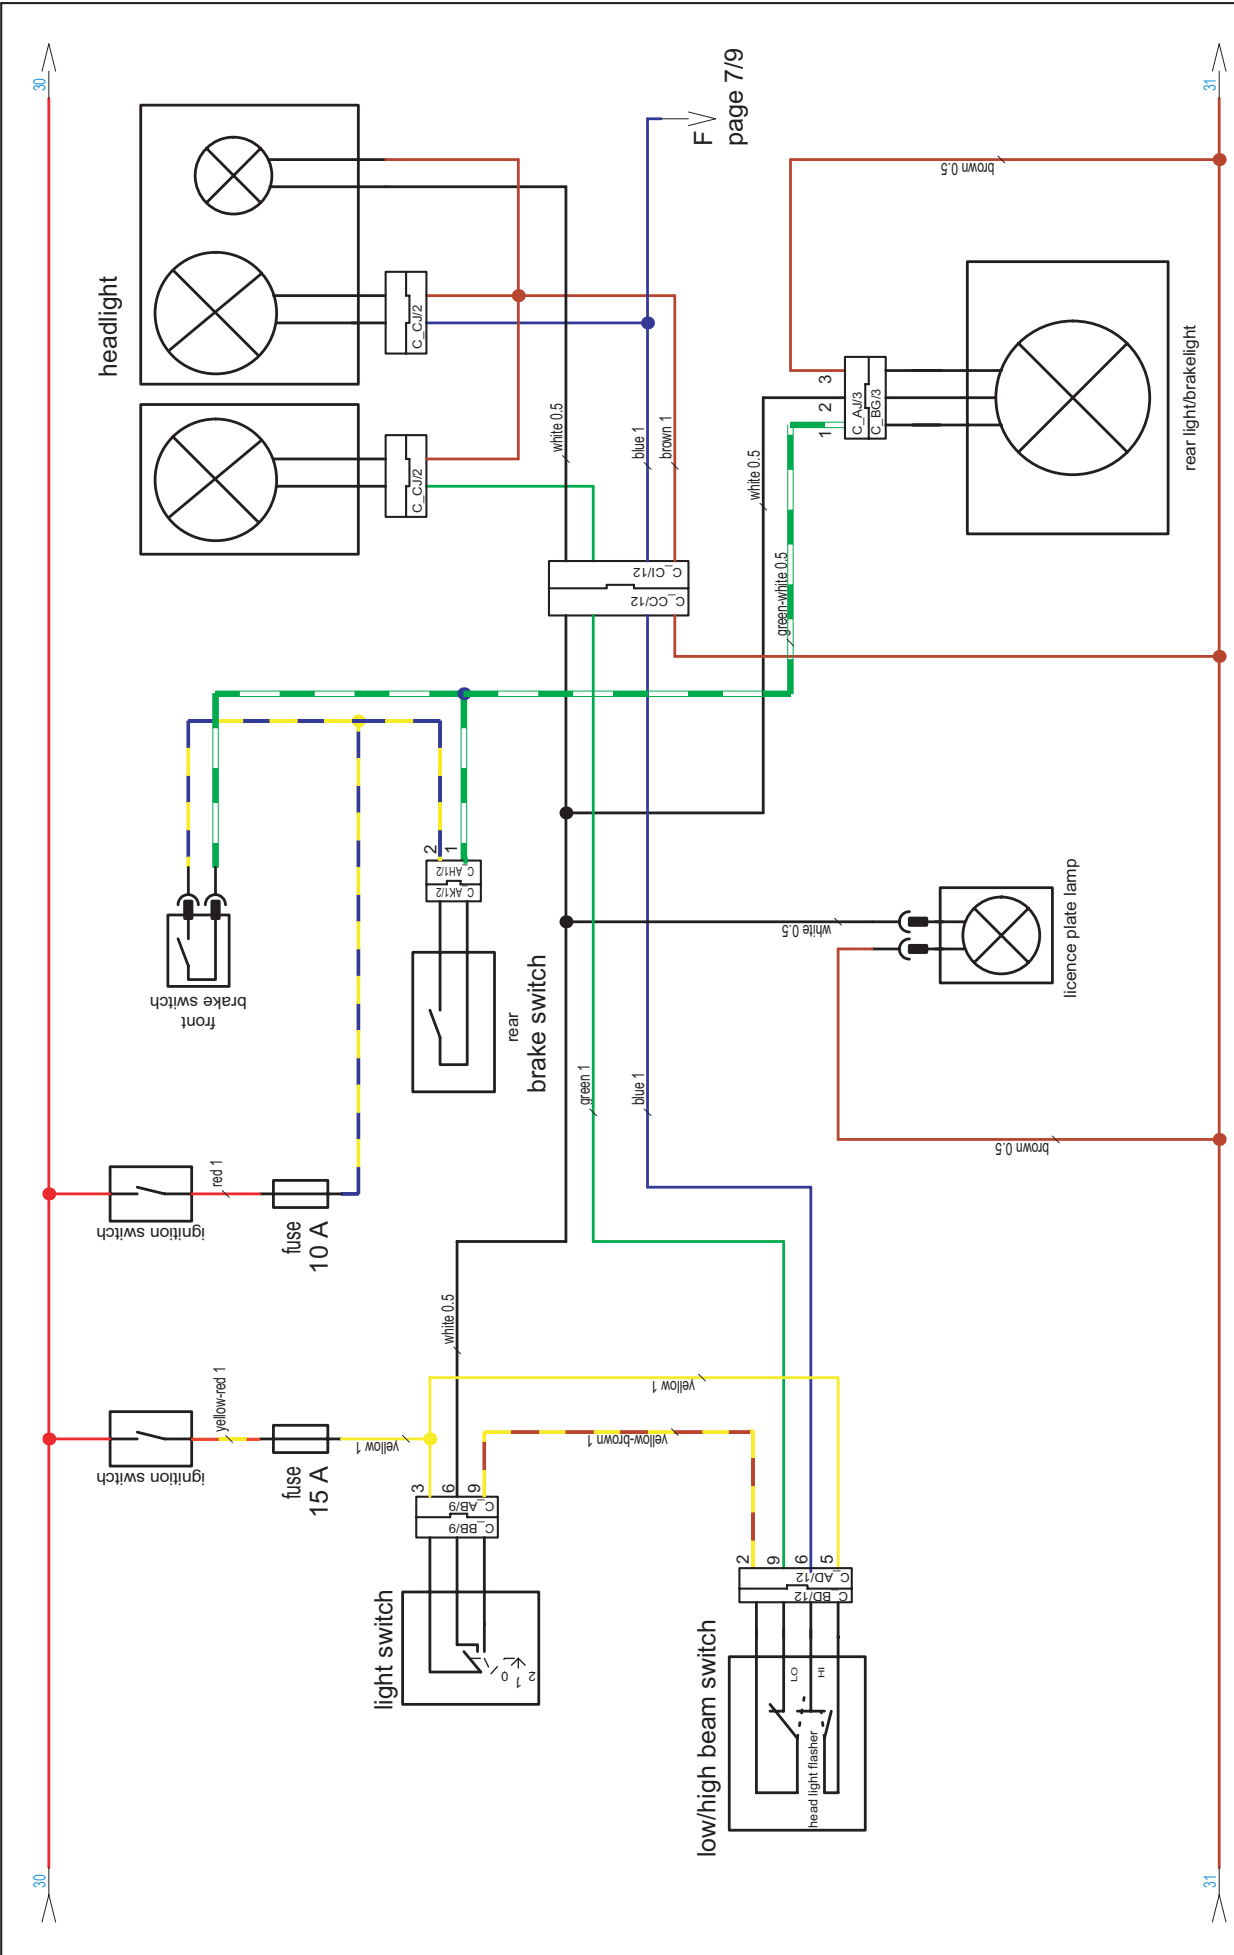 30
30
31
31
headlight
C_CJ/2
C_CJ/2
F
page 7/9
white 0.5
blue 1
brown 1
C_CI/12
C_CC/12
brown 0.5
1
2
3
C_AJ/3
C_BG/3
rear light/brakelight
white 0.5
green-white 0.5
front
brake switch
2
1
C_AH1/2
C_AK1/2
rear
brake switch
white 0.5
licence plate lamp
brown 0.5
green 1
blue 1
ignition switch
red 1
fuse
10 A
ignition switch
yellow-red 1
fuse
15 A
yellow 1
white 0.5
yellow 1
yellow-brown 1
3
6
9
C_AB/9
C_BB/9
light switch
0
1
2
2
9
6
5
C_AD/12
C_BD/12
low/high beam switch
LO
HI
head light flasher